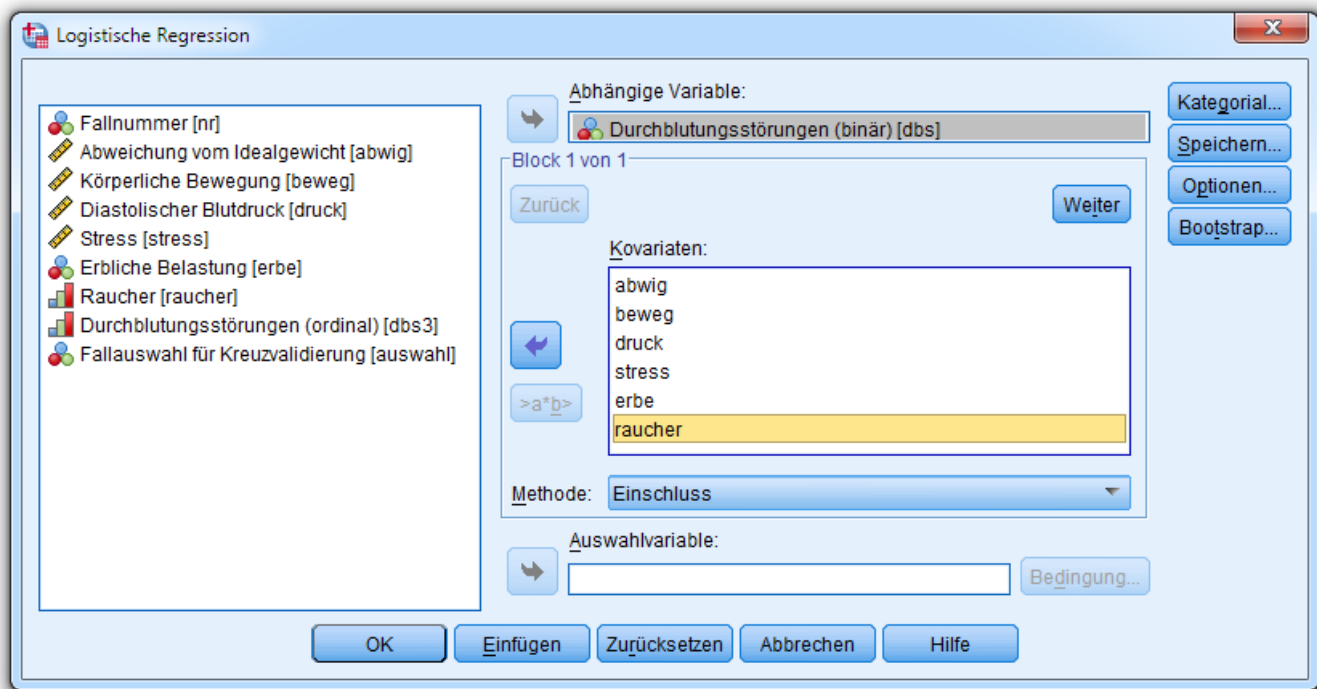 Logistische Regression
Fallnummer [nr]
Abweichung vom Idealgewicht [abwig]
Körperliche Bewegung [beweg]
Diastolischer Blutdruck [druck]
Stress [stress]
Erbliche Belastung [erbe]
Raucher [raucher]
Durchblutungsstörungen (ordinal) [dbs3]
Fallauswahl für Kreuzvalidierung [auswahl]
Abhängige Variable:
Durchblutungsstörungen (binär) [dbs]
Block 1 von 1
Zurück
Weiter
Kovariaten:
abwig
beweg
druck
stress
erbe
raucher
>a*b>
Methode: Einschluss
Auswahlvariable:
Bedingung...
Kategorial...
Speichern...
Optionen...
Bootstrap...
OK Einfügen Zurücksetzen Abbrechen Hilfe